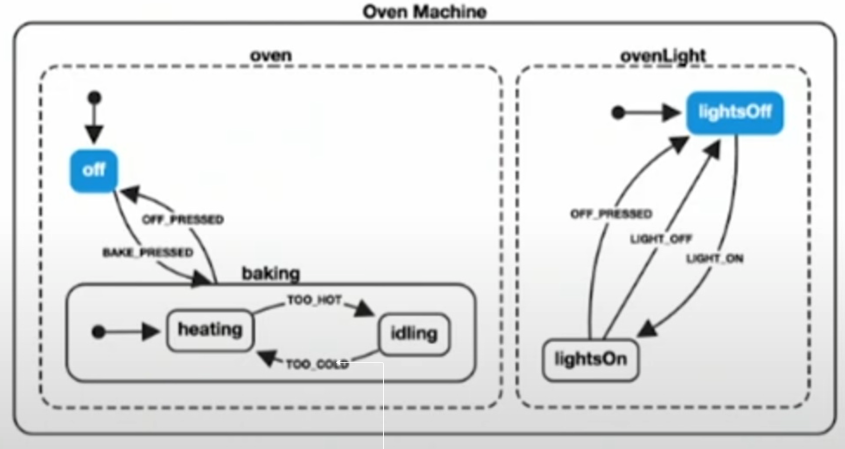 Oven Machine
oven
off
OFF_PRESSED
BAKE_PRESSED
baking
heating
TOO_HOT
idling
TOO_COLD
ovenLight
lightsOff
OFF_PRESSED
LIGHT_OFF
LIGHT_ON
lightsOn